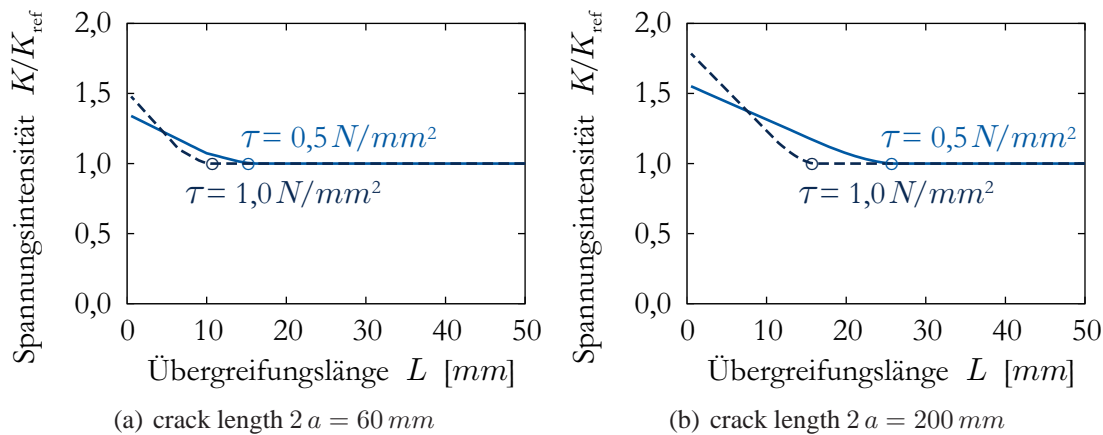 Spannungsintensität K/K_ref
2,0
1,5
1,0
0,5
0,0
τ = 0,5 N/mm²
τ = 1,0 N/mm²
0 10 20 30 40 50
Übergreifungslänge L [mm]
(a) crack length 2 a = 60 mm
Spannungsintensität K/K_ref
2,0
1,5
1,0
0,5
0,0
τ = 0,5 N/mm²
τ = 1,0 N/mm²
0 10 20 30 40 50
Übergreifungslänge L [mm]
(b) crack length 2 a = 200 mm